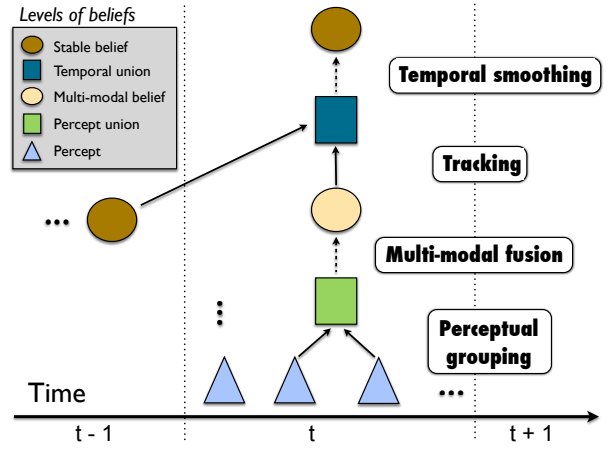 Levels of beliefs
Stable belief
Temporal union
Multi-modal belief
Percept union
Percept
Temporal smoothing
Tracking
...
Multi-modal fusion
...
Perceptual
grouping
...
Time
t - 1
t
t + 1